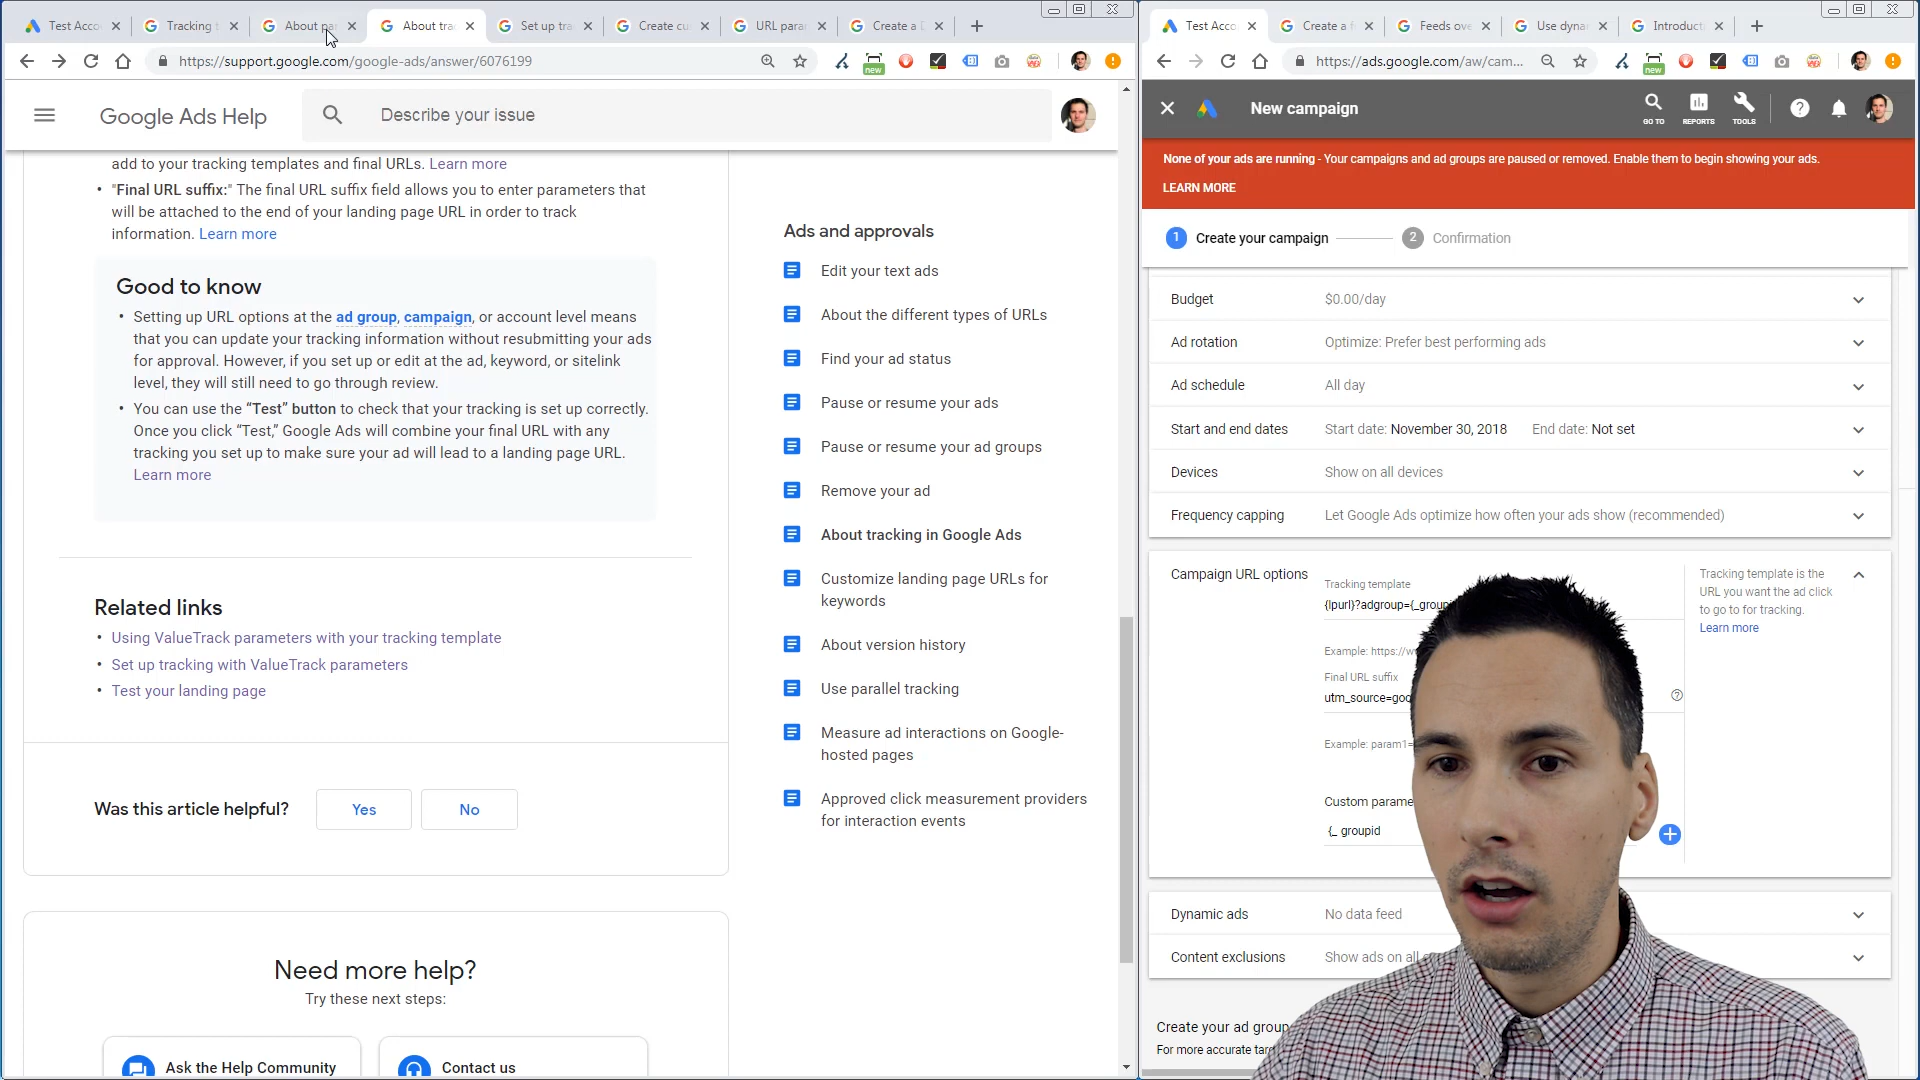 Test Acco
Tracking t
About pa
About tra
Set up tra
Create cu
URL para
Create a D
https://support.google.com/google-ads/answer/6076199
new
Google Ads Help
Describe your issue
add to your tracking templates and final URLs. Learn more
• "Final URL suffix:" The final URL suffix field allows you to enter parameters that
will be attached to the end of your landing page URL in order to track
information. Learn more
Good to know
• Setting up URL options at the ad group, campaign, or account level means
that you can update your tracking information without resubmitting your ads
for approval. However, if you set up or edit at the ad, keyword, or sitelink
level, they will still need to go through review.
• You can use the “Test” button to check that your tracking is set up correctly.
Once you click “Test,” Google Ads will combine your final URL with any
tracking you set up to make sure your ad will lead to a landing page URL.
Learn more
Related links
• Using ValueTrack parameters with your tracking template
• Set up tracking with ValueTrack parameters
• Test your landing page
Was this article helpful?
Yes
No
Need more help?
Try these next steps:
Ask the Help Community
Contact us
Ads and approvals
Edit your text ads
About the different types of URLs
Find your ad status
Pause or resume your ads
Pause or resume your ad groups
Remove your ad
About tracking in Google Ads
Customize landing page URLs for
keywords
About version history
Use parallel tracking
Measure ad interactions on Google-
hosted pages
Approved click measurement providers
for interaction events
Test Acco
Create a f
Feeds ove
Use dyna
Introduct
https://ads.google.com/aw/cam...
new
New campaign
GO TO
REPORTS
TOOLS
None of your ads are running - Your campaigns and ad groups are paused or removed. Enable them to begin showing your ads.
LEARN MORE
1 Create your campaign
2 Confirmation
Budget $0.00/day
Ad rotation Optimize: Prefer best performing ads
Ad schedule All day
Start and end dates Start date: November 30, 2018 End date: Not set
Devices Show on all devices
Frequency capping Let Google Ads optimize how often your ads show (recommended)
Campaign URL options
Tracking template
{lpurl}?adgroup={_groupi
Example: https://w
Final URL suffix
utm_source=goo
Example: param1=
Custom parame
{_ groupid
Tracking template is the
URL you want the ad click
to go to for tracking.
Learn more
Dynamic ads No data feed
Content exclusions Show ads on all c
Create your ad group
For more accurate targ